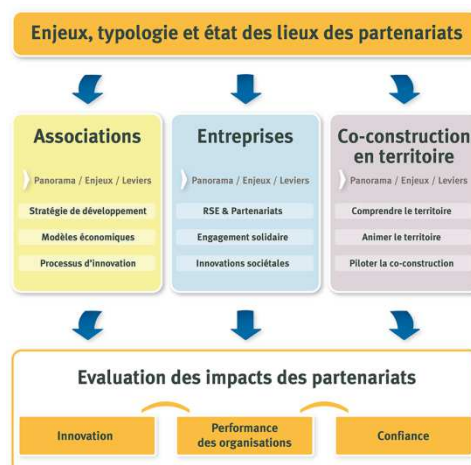 Enjeux, typologie et état des lieux des partenariats
Associations
Panorama / Enjeux / Leviers
Stratégie de développement
Modèles économiques
Processus d'innovation
Entreprises
Panorama / Enjeux / Leviers
RSE & Partenariats
Engagement solidaire
Innovations sociétales
Co-construction
en territoire
Panorama / Enjeux / Leviers
Comprendre le territoire
Animer le territoire
Piloter la co-construction
Evaluation des impacts des partenariats
Innovation
Performance
des organisations
Confiance